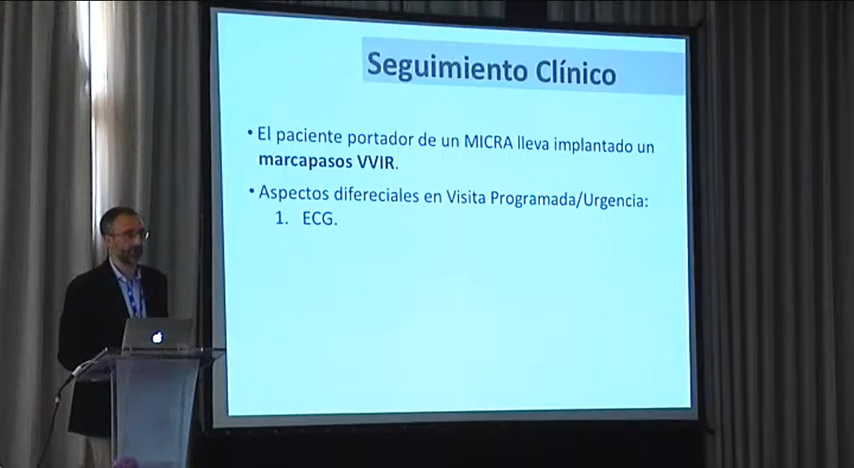 Seguimiento Clínico
• El paciente portador de un MICRA lleva implantado un
marcapasos VVIR.
• Aspectos difereciales en Visita Programada/Urgencia:
1. ECG.